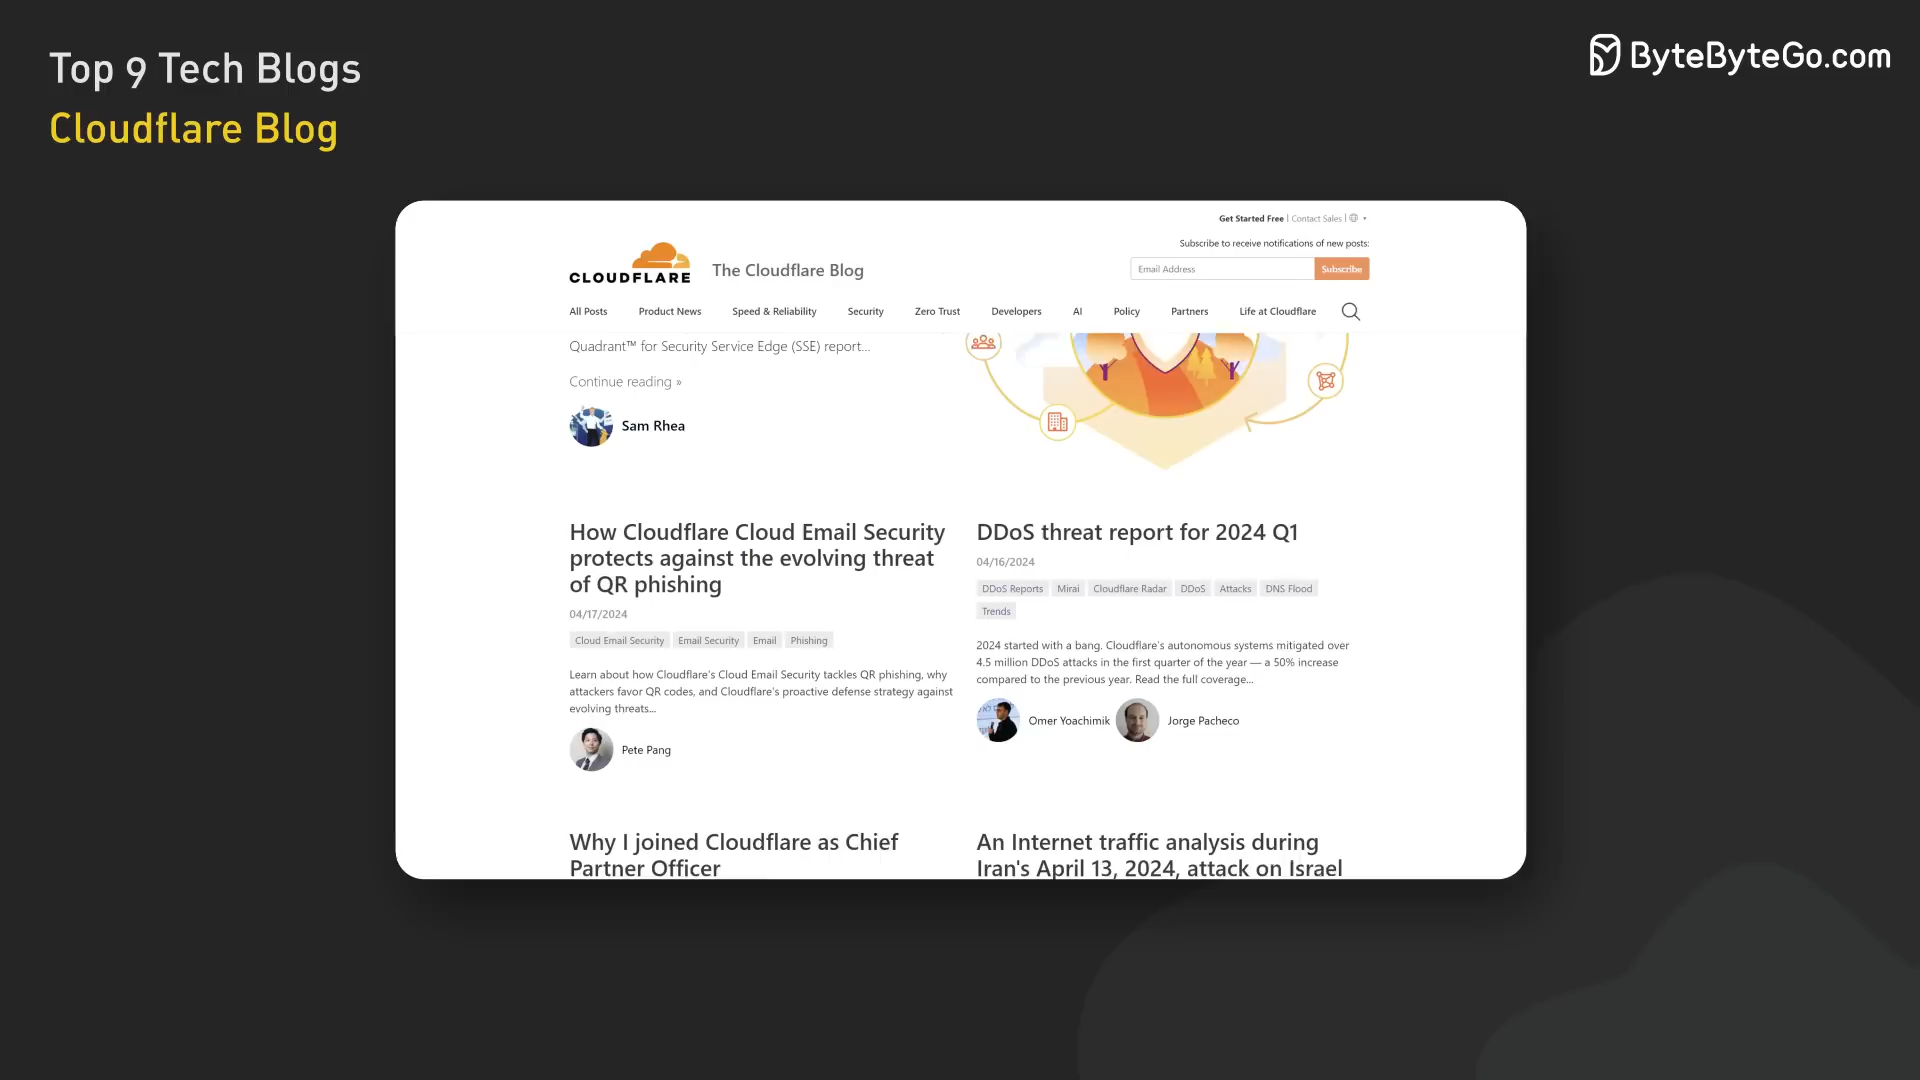 Top 9 Tech Blogs
Cloudflare Blog
ByteByteGo.com
Get Started Free | Contact Sales |
Subscribe to receive notifications of new posts:
CLOUDFLARE
The Cloudflare Blog
Email Address
Subscribe
All Posts Product News Speed & Reliability Security Zero Trust Developers AI Policy Partners Life at Cloudflare
Quadrant™ for Security Service Edge (SSE) report...
Continue reading »
Sam Rhea
How Cloudflare Cloud Email Security
protects against the evolving threat
of QR phishing
04/17/2024
Cloud Email Security Email Security Email Phishing
Learn about how Cloudflare's Cloud Email Security tackles QR phishing, why
attackers favor QR codes, and Cloudflare's proactive defense strategy against
evolving threats...
Pete Pang
DDoS threat report for 2024 Q1
04/16/2024
DDoS Reports Mirai Cloudflare Radar DDoS Attacks DNS Flood
Trends
2024 started with a bang. Cloudflare's autonomous systems mitigated over
4.5 million DDoS attacks in the first quarter of the year — a 50% increase
compared to the previous year. Read the full coverage...
Omer Yoachimik Jorge Pacheco
Why I joined Cloudflare as Chief
Partner Officer
An Internet traffic analysis during
Iran's April 13, 2024, attack on Israel